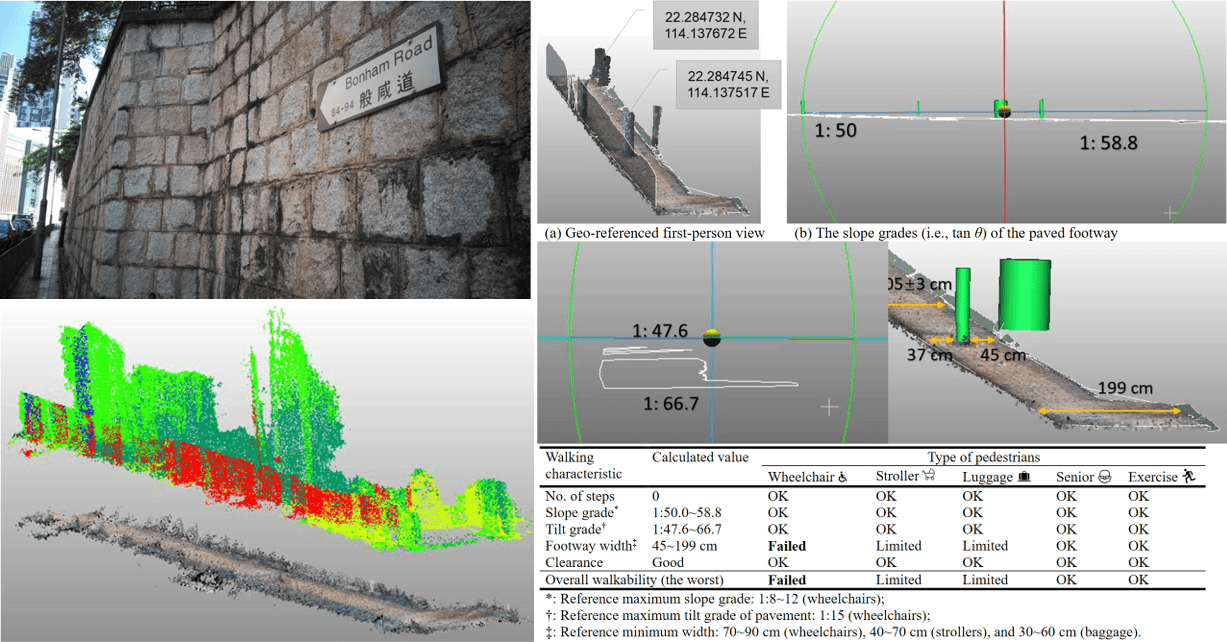 Bonham Road
84-94 般咸道
22.284732 N,
114.137672 E
22.284745 N,
114.137517 E
(a) Geo-referenced first-person view
1: 50
1: 58.8
(b) The slope grades (i.e., tan θ) of the paved footway
1: 47.6
1: 66.7
05±3 cm
37 cm 45 cm
199 cm
Walking characteristic Calculated value Type of pedestrians
Wheelchair Stroller Luggage Senior Exercise
No. of steps 0 OK OK OK OK OK
Slope grade* 1:50.0~58.8 OK OK OK OK OK
Tilt grade† 1:47.6~66.7 OK OK OK OK OK
Footway width‡ 45~199 cm Failed Limited Limited OK OK
Clearance Good OK OK OK OK OK
Overall walkability (the worst) Failed Limited Limited OK OK
*: Reference maximum slope grade: 1:8~12 (wheelchairs);
†: Reference maximum tilt grade of pavement: 1:15 (wheelchairs);
‡: Reference minimum width: 70~90 cm (wheelchairs), 40~70 cm (strollers), and 30~60 cm (baggage).